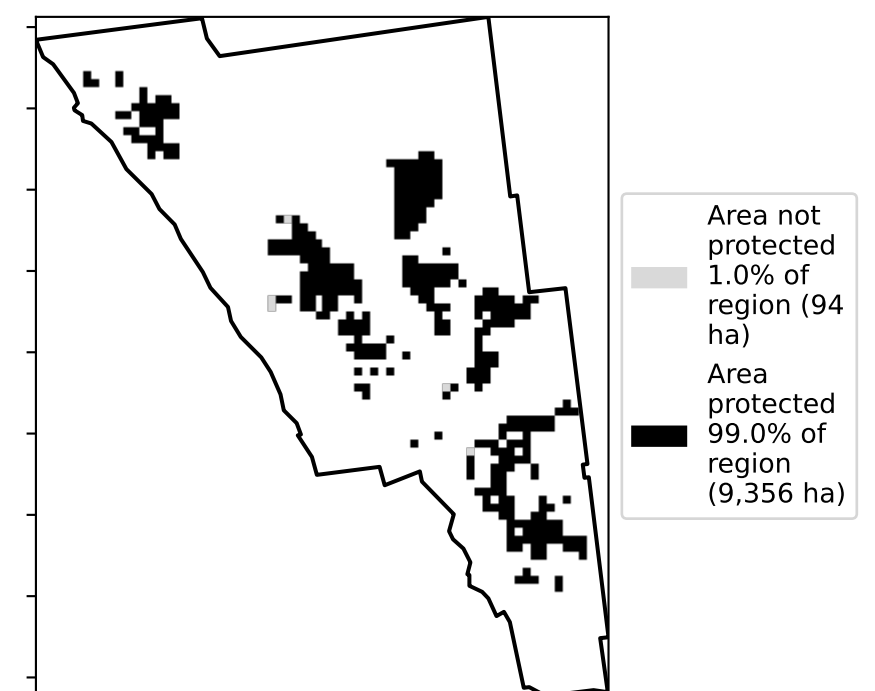 Area not
protected
1.0% of
region (94
ha)
Area
protected
99.0% of
region
(9,356 ha)